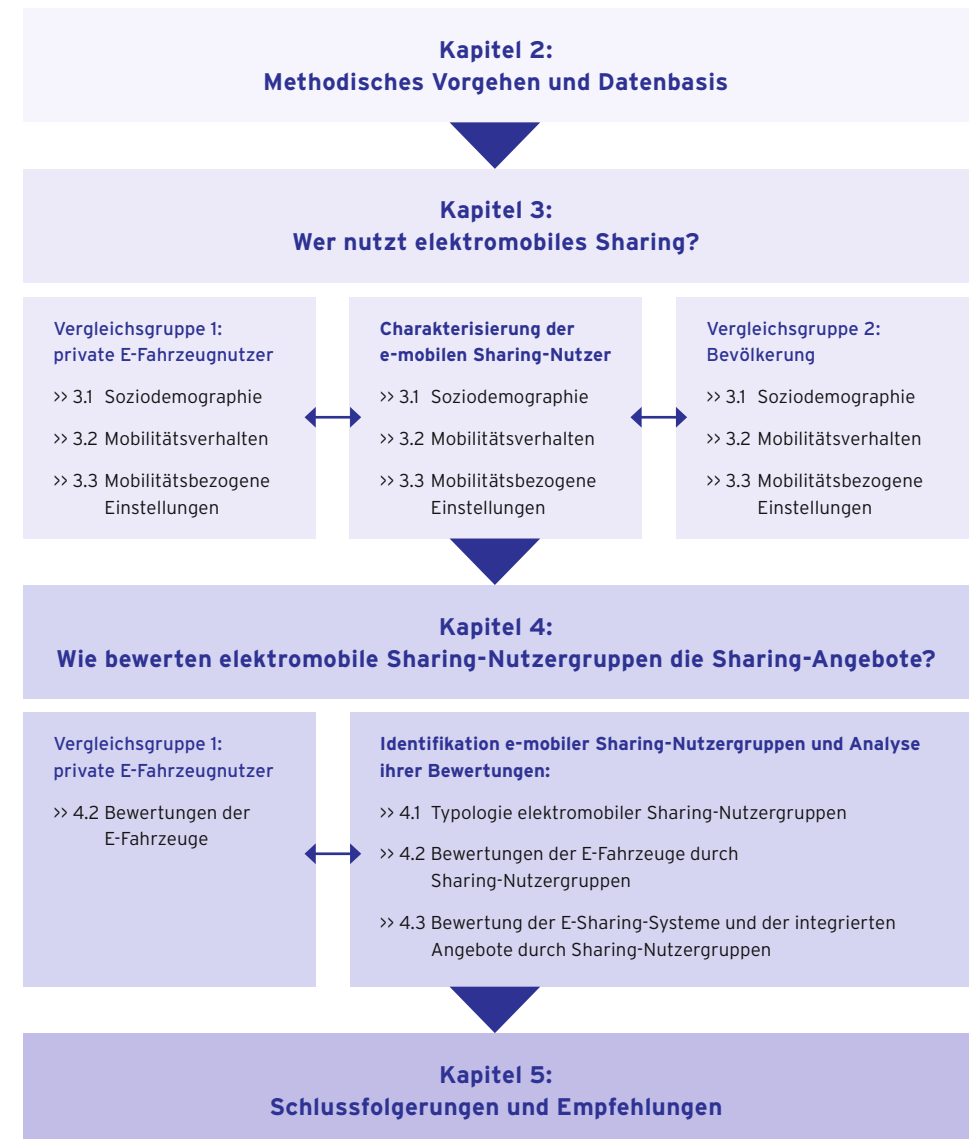 Kapitel 2:
Methodisches Vorgehen und Datenbasis
Kapitel 3:
Wer nutzt elektromobiles Sharing?
Vergleichsgruppe 1:
private E-Fahrzeugnutzer
>> 3.1 Soziodemographie
>> 3.2 Mobilitätsverhalten
>> 3.3 Mobilitätsbezogene
Einstellungen
Charakterisierung der
e-mobilen Sharing-Nutzer
>> 3.1 Soziodemographie
>> 3.2 Mobilitätsverhalten
>> 3.3 Mobilitätsbezogene
Einstellungen
Vergleichsgruppe 2:
Bevölkerung
>> 3.1 Soziodemographie
>> 3.2 Mobilitätsverhalten
>> 3.3 Mobilitätsbezogene
Einstellungen
Kapitel 4:
Wie bewerten elektromobile Sharing-Nutzergruppen die Sharing-Angebote?
Vergleichsgruppe 1:
private E-Fahrzeugnutzer
>> 4.2 Bewertungen der
E-Fahrzeuge
Identifikation e-mobiler Sharing-Nutzergruppen und Analyse
ihrer Bewertungen:
>> 4.1 Typologie elektromobiler Sharing-Nutzergruppen
>> 4.2 Bewertungen der E-Fahrzeuge durch
Sharing-Nutzergruppen
>> 4.3 Bewertung der E-Sharing-Systeme und der integrierten
Angebote durch Sharing-Nutzergruppen
Kapitel 5:
Schlussfolgerungen und Empfehlungen